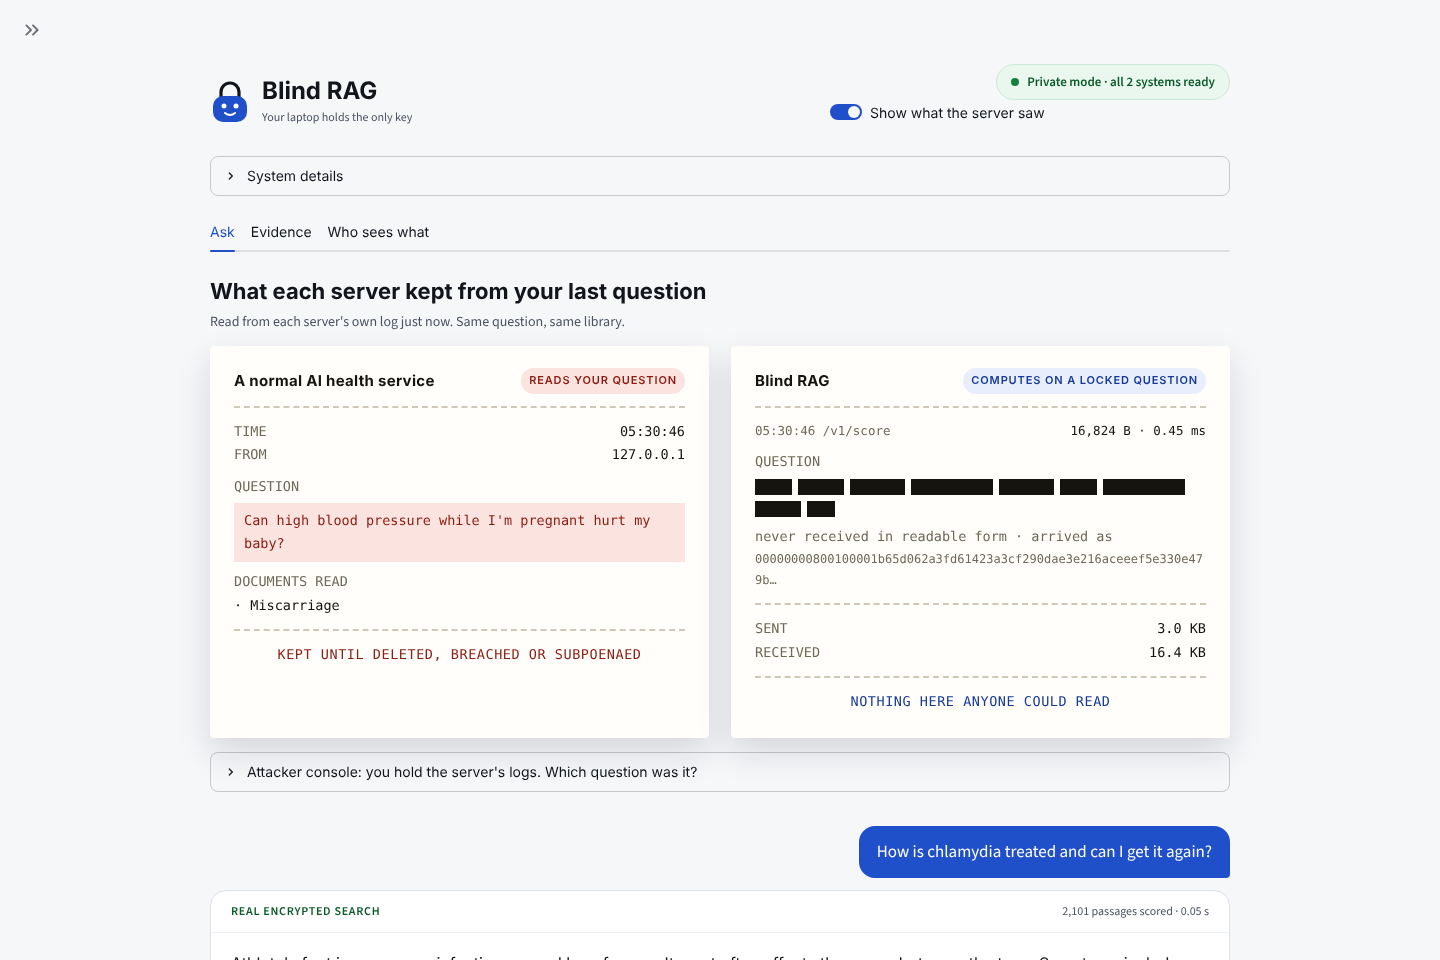 Blind RAG
Your laptop holds the only key
Private mode · all 2 systems ready
Show what the server saw
System details
Ask Evidence Who sees what
What each server kept from your last question
Read from each server's own log just now. Same question, same library.
A normal AI health service READS YOUR QUESTION
TIME 05:30:46
FROM 127.0.0.1
QUESTION
Can high blood pressure while I'm pregnant hurt my
baby?
DOCUMENTS READ
· Miscarriage
KEPT UNTIL DELETED, BREACHED OR SUBPOENAED
Blind RAG COMPUTES ON A LOCKED QUESTION
05:30:46 /v1/score 16,824 B · 0.45 ms
QUESTION
never received in readable form · arrived as
00000000800100001b65d062a3fd61423a3cf290dae3e216aceeef5e330e47
9b…
SENT 3.0 KB
RECEIVED 16.4 KB
NOTHING HERE ANYONE COULD READ
Attacker console: you hold the server's logs. Which question was it?
How is chlamydia treated and can I get it again?
REAL ENCRYPTED SEARCH 2,101 passages scored · 0.05 s